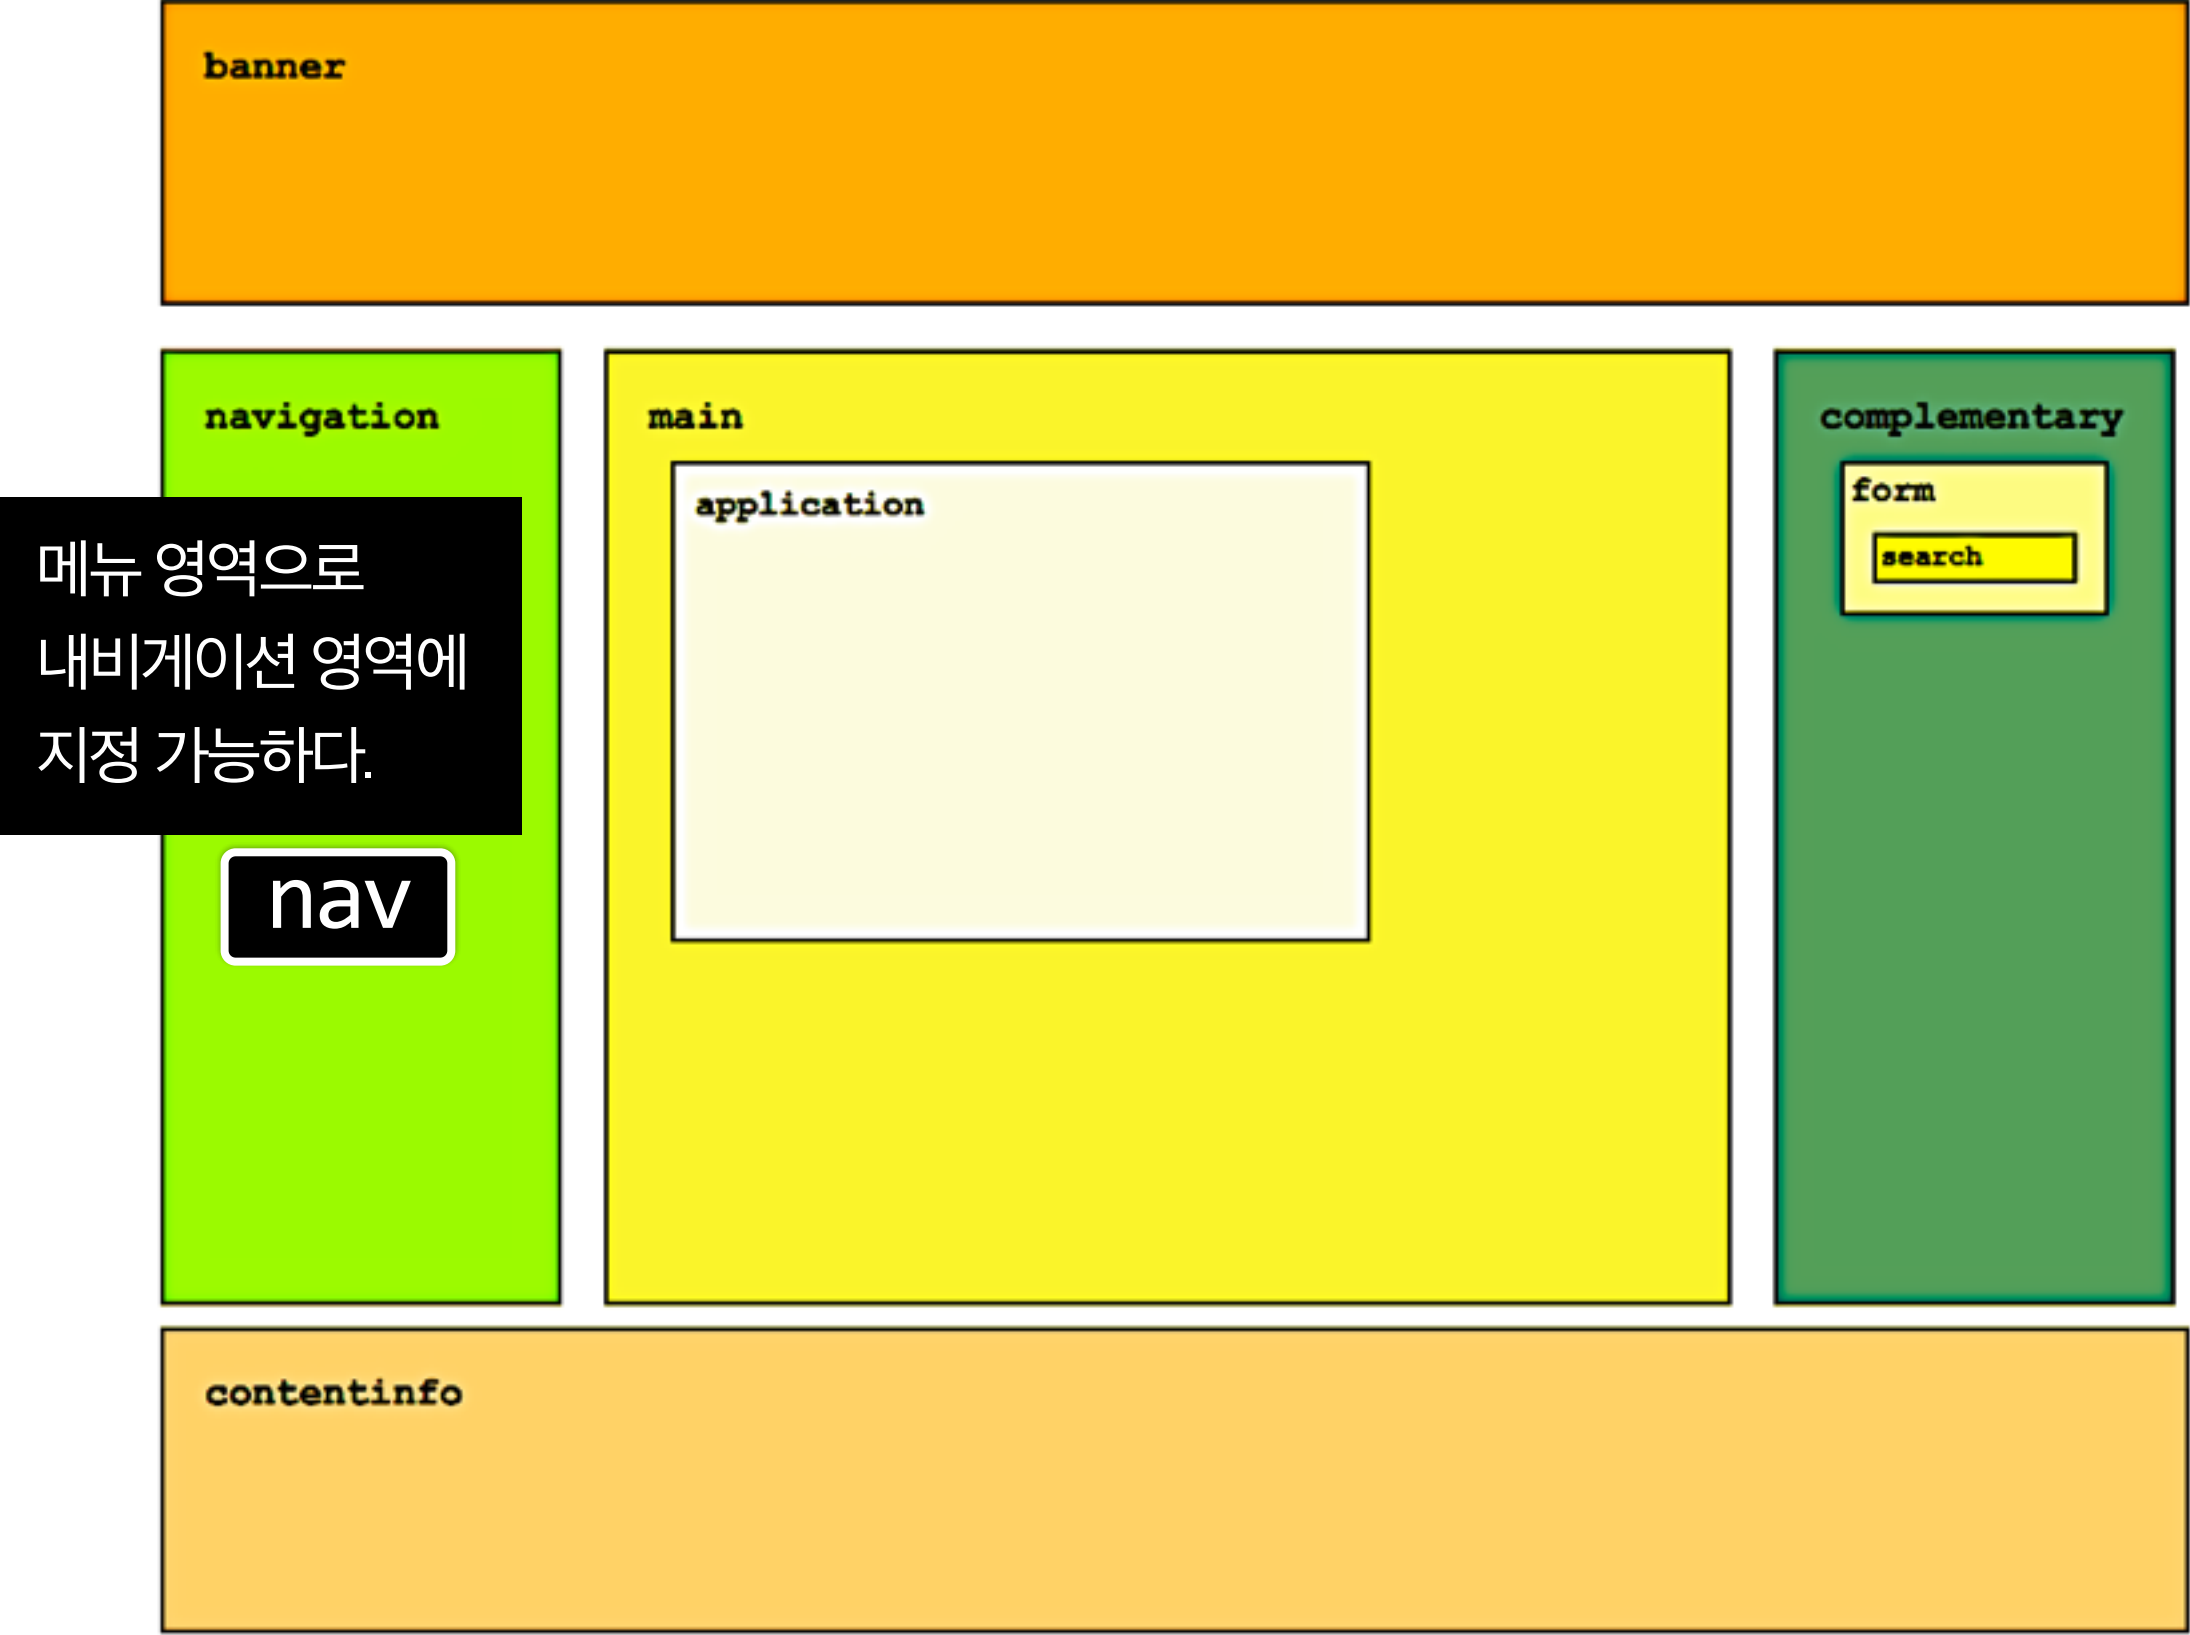 banner
navigation
메뉴 영역으로
내비게이션 영역에
지정 가능하다.
nav
main
application
complementary
form
search
contentinfo